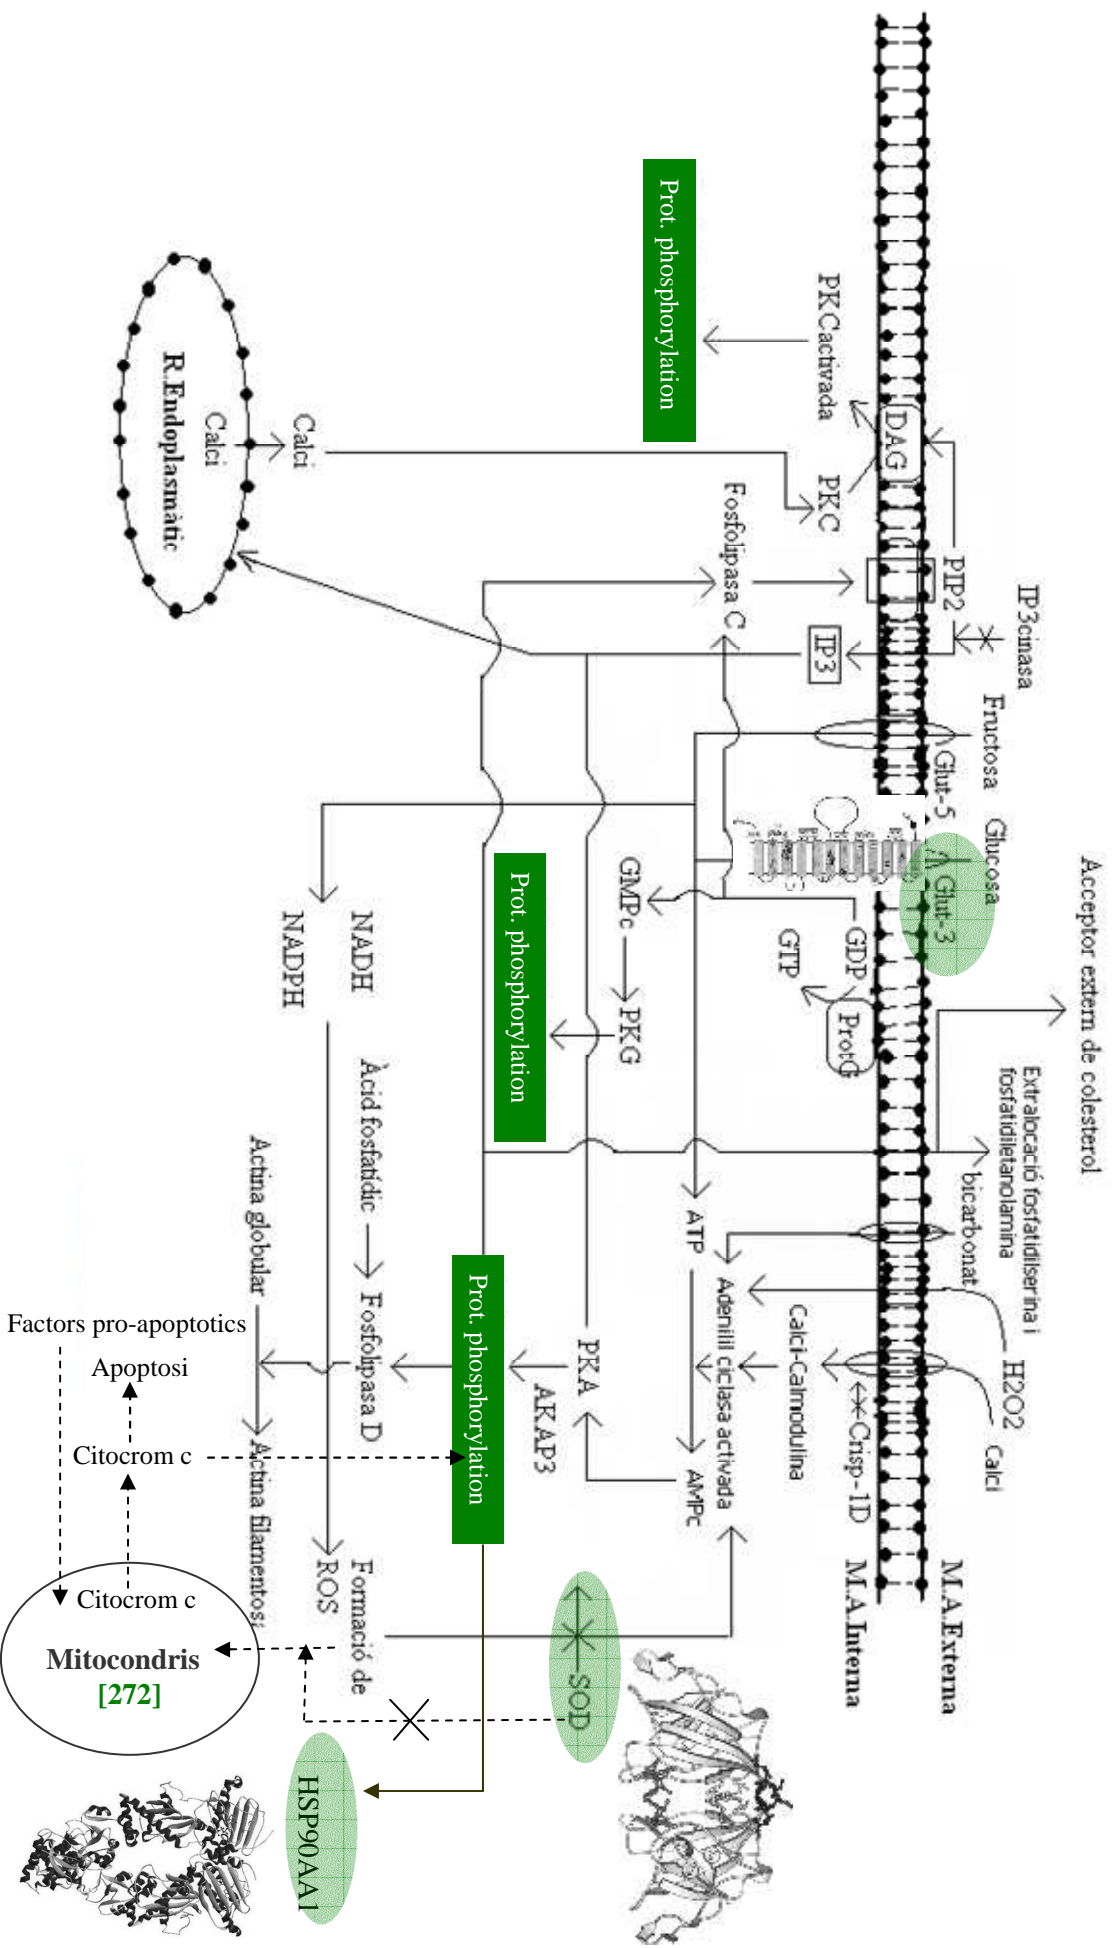 Acceptor extern de colesterol
IP3cinasa
Fructosa
Glucosa
Extralocació fosfatidilserina i
fosfatidiletanolamina
H2O2
Calci
PIP2
Glut-5
Glut-3
bicarbonat
M.A.Externa
DAG
ProtG
M.A.Interna
PKCactivada
PKC
IP3
GDP
GTP
Calci-Calmodulina
Crisp-1D
Fosfolipasa C
ATP
Adenilil ciclasa activada
AMPc
Prot. phosphorylation
GMPc
PKG
PKA
AKAP3
SOD
Prot. phosphorylation
Prot. phosphorylation
Calci
Calci
R.Endoplasmàtic
NADH
NADPH
Àcid fosfatídic
Fosfolipasa D
Formació de
ROS
HSP90AA1
Actina globular
Actina filamentosa
Factors pro-apoptotics
Apoptosi
Citocrom c
Citocrom c
Mitocondris
[272]